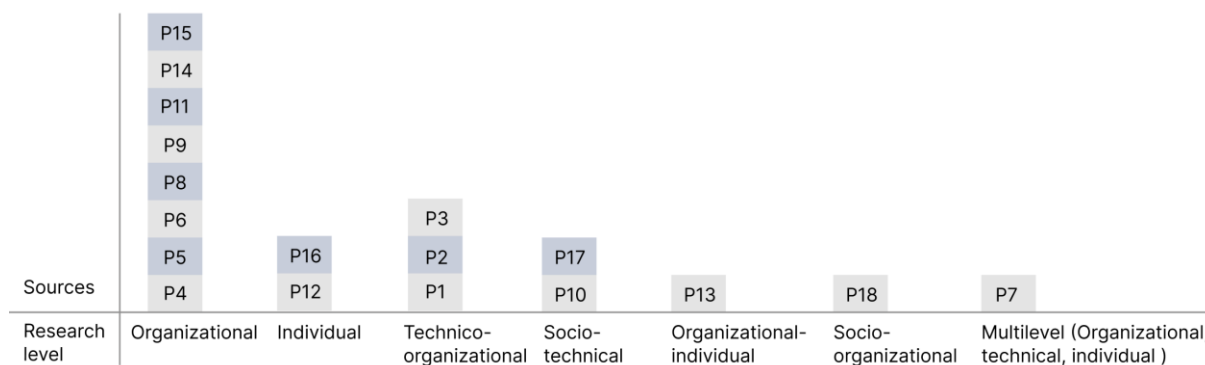 P15
P14
P11
P9
P8
P6 P3
P5 P16 P2 P17
Sources P4 P12 P1 P10 P13 P18 P7
Research Organizational Individual Technico- Socio- Organizational- Socio- Multilevel (Organizational
level organizational technical individual organizational technical, individual )